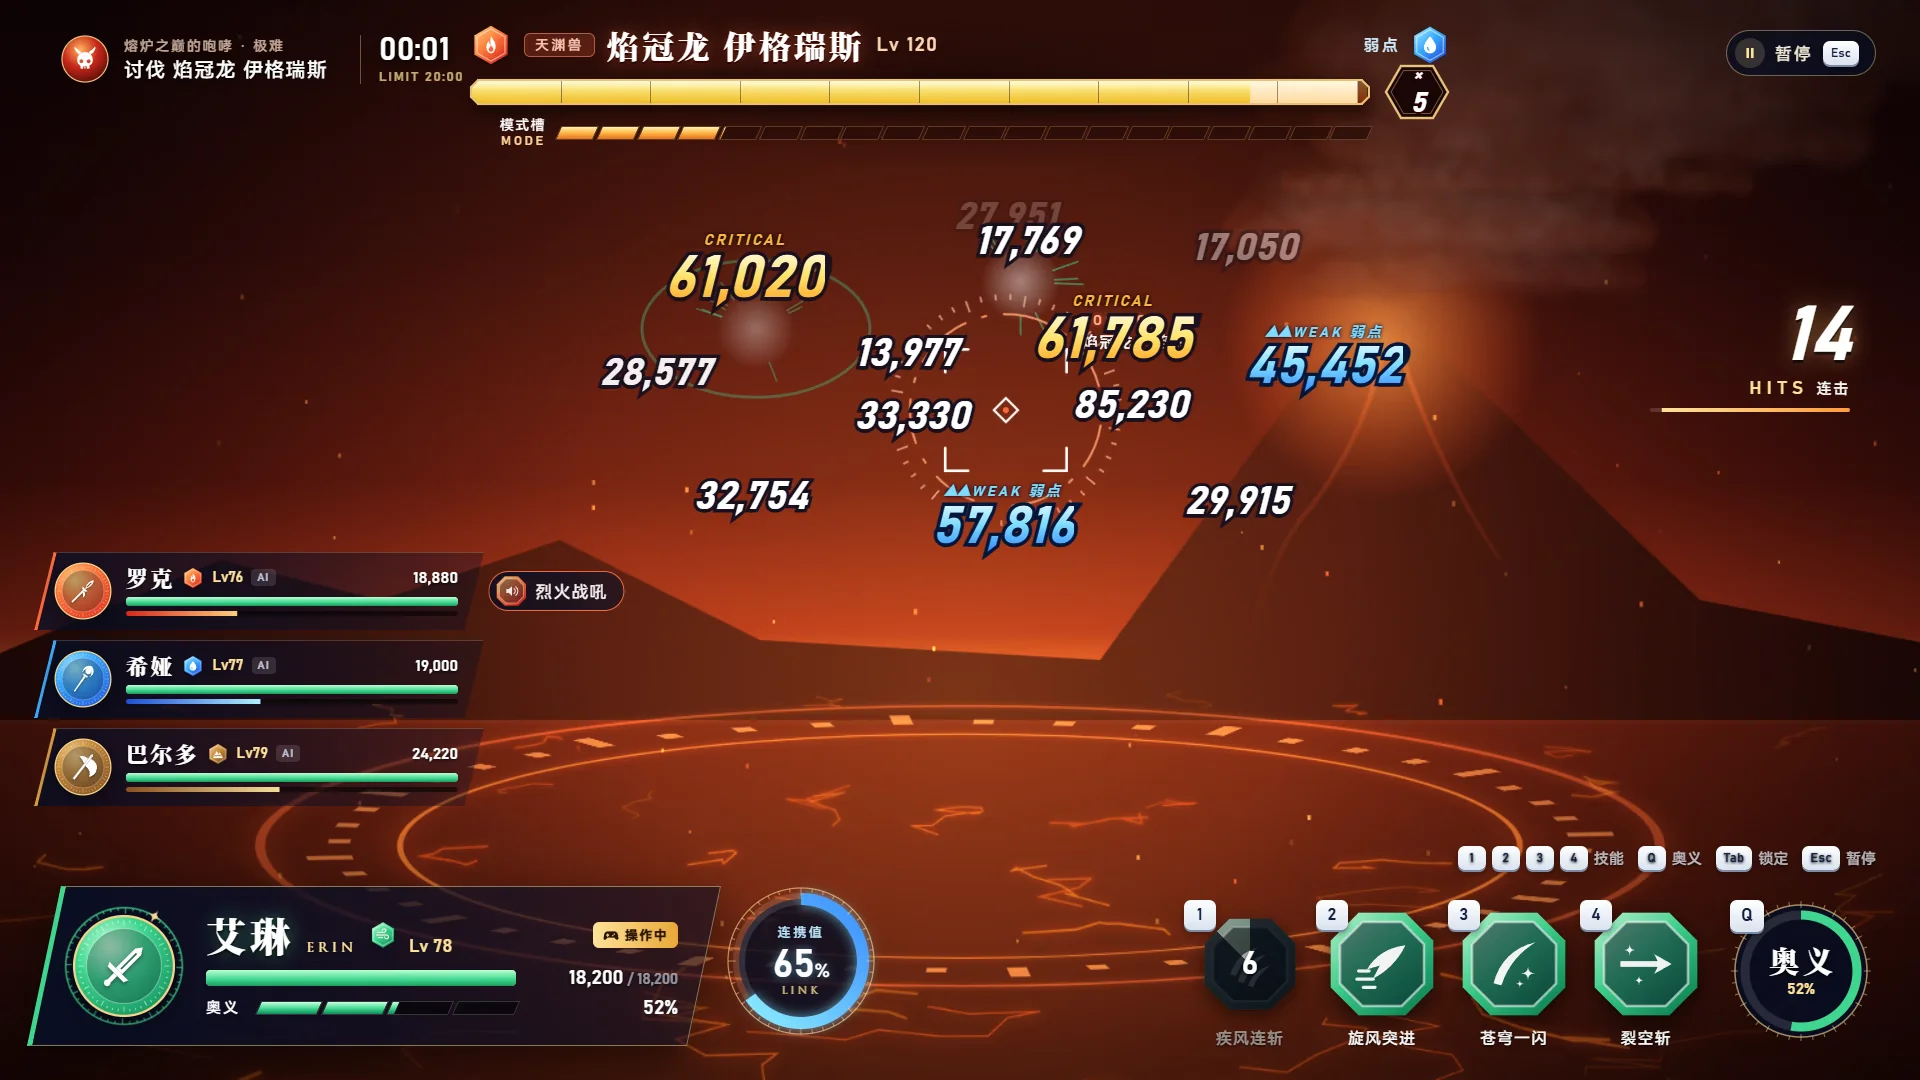 熔炉之巅的咆哮 · 极难
讨伐 焰冠龙 伊格瑞斯
00:01
LIMIT 20:00
天渊兽
焰冠龙 伊格瑞斯
Lv 120
弱点
×
5
模式槽
MODE
II 暂停 Esc
27,951
17,769
17,050
CRITICAL
61,020
CRITICAL
61,785
WEAK 弱点
45,452
13,977
28,577
33,330
85,230
32,754
WEAK 弱点
57,816
29,915
14
HITS 连击
罗克 Lv76 AI 18,880
烈火战吼
希娅 Lv77 AI 19,000
巴尔多 Lv79 AI 24,220
艾琳 ERIN Lv 78
操作中
18,200 / 18,200
奥义 52%
连携值
65%
LINK
1 2 3 4 技能 Q 奥义 Tab 锁定 Esc 暂停
1 6 疾风连斩
2 旋风突进
3 苍穹一闪
4 裂空斩
Q 奥义 52%